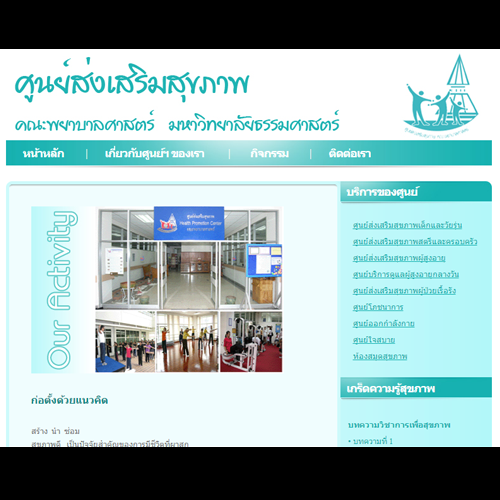 ศูนย์ส่งเสริมสุขภาพ
คณะพยาบาลศาสตร์ มหาวิทยาลัยธรรมศาสตร์
หน้าหลัก | เกี่ยวกับศูนย์ฯ ของเรา | กิจกรรม | ติดต่อเรา
Our Activity
ศูนย์ส่งเสริมสุขภาพ
Health Promotion Center
ก่อตั้งด้วยแนวคิด
สร้าง นำ ซ่อม
สุขภาพดี เป็นปัจจัยสำคัญของการมีชีวิตที่ผาสุก
บริการของศูนย์
ศูนย์ส่งเสริมสุขภาพเด็กและวัยรุ่น
ศูนย์ส่งเสริมสุขภาพสตรีและครอบครัว
ศูนย์ส่งเสริมสุขภาพผู้สูงอายุ
ศูนย์บริการดูแลผู้สูงอายุกลางวัน
ศูนย์ส่งเสริมสุขภาพผู้ป่วยเรื้อรัง
ศูนย์โภชนาการ
ศูนย์ออกกำลังกาย
ศูนย์ใจสบาย
ห้องสมุดสุขภาพ
เกร็ดความรู้สุขภาพ
บทความวิชาการเพื่อสุขภาพ
• บทความที่ 1